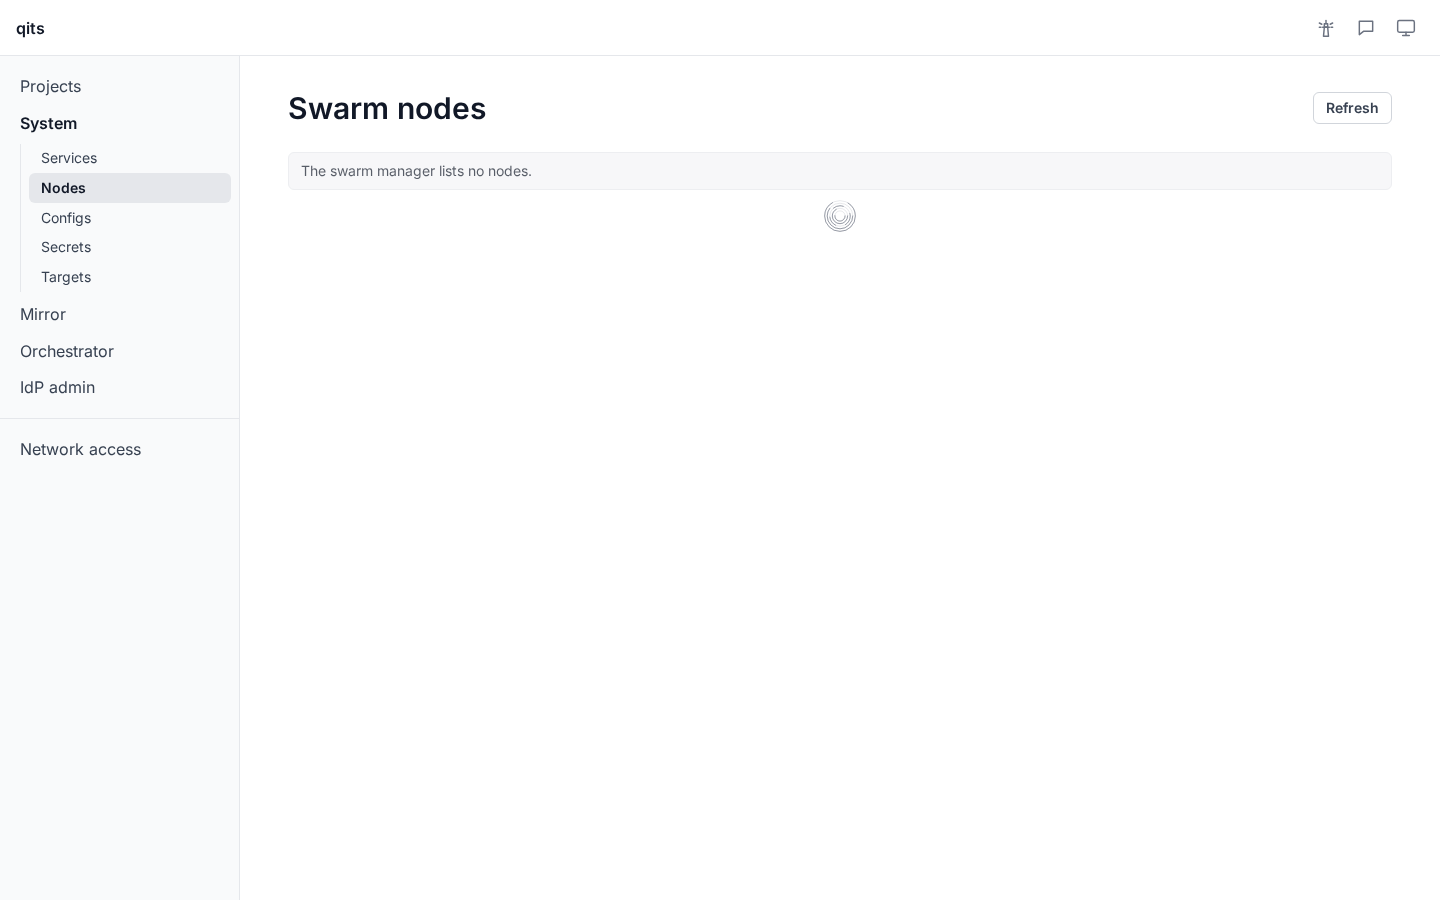 qits
Projects
System
Services
Nodes
Configs
Secrets
Targets
Mirror
Orchestrator
IdP admin
Network access
Swarm nodes
Refresh
The swarm manager lists no nodes.